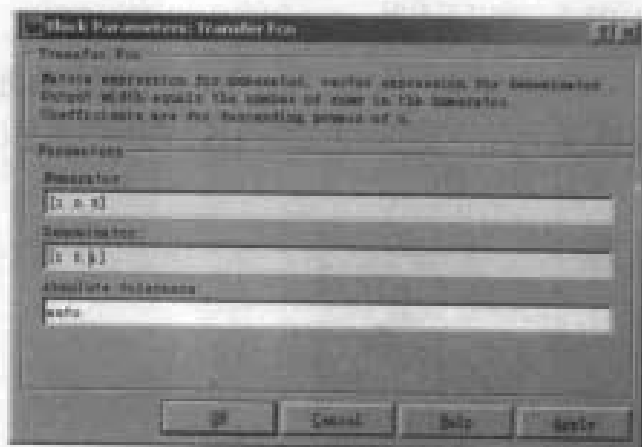 Block Parameters: Transfer Fcn
Transfer Fcn
Matrix expression for numerator, vector expression for denominator.
Output width equals the number of rows in the numerator.
Coefficients are for descending powers of s.
Parameters
Numerator:
Denominator:
Absolute tolerance:
auto
OK
Cancel
Help
Apply